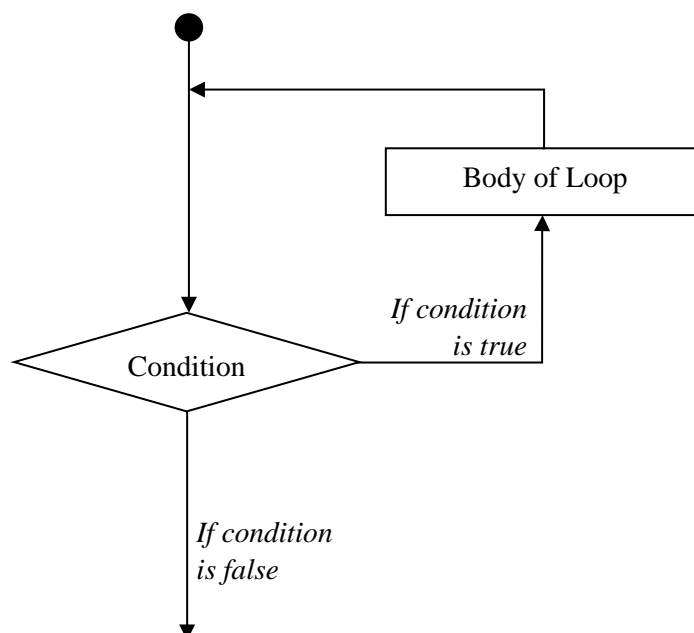 Body of Loop
If condition
is true
Condition
If condition
is false